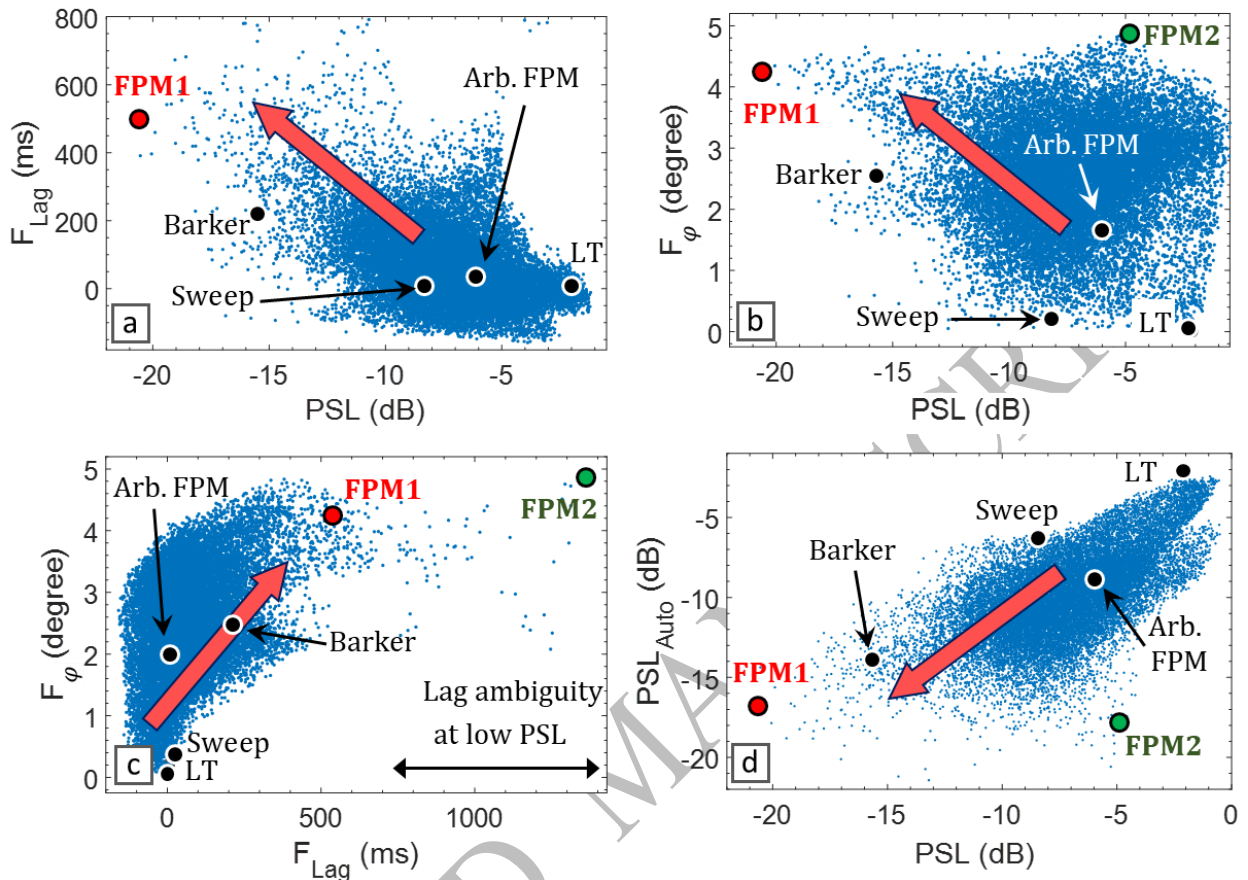 800
600
400
200
0
F_Lag (ms)
FPM1
Arb. FPM
Barker
LT
Sweep
a
-20
-15
-10
-5
PSL (dB)
5
4
3
2
1
0
F_φ (degree)
FPM2
FPM1
Arb. FPM
Barker
Sweep
LT
b
-20
-15
-10
-5
PSL (dB)
5
4
3
2
1
0
F_φ (degree)
Arb. FPM
FPM1
FPM2
Barker
Lag ambiguity
at low PSL
Sweep
LT
c
0
500
1000
F_Lag (ms)
-5
-10
-15
-20
PSL_Auto (dB)
LT
Sweep
Barker
Arb.
FPM
FPM1
FPM2
d
-20
-15
-10
-5
0
PSL (dB)